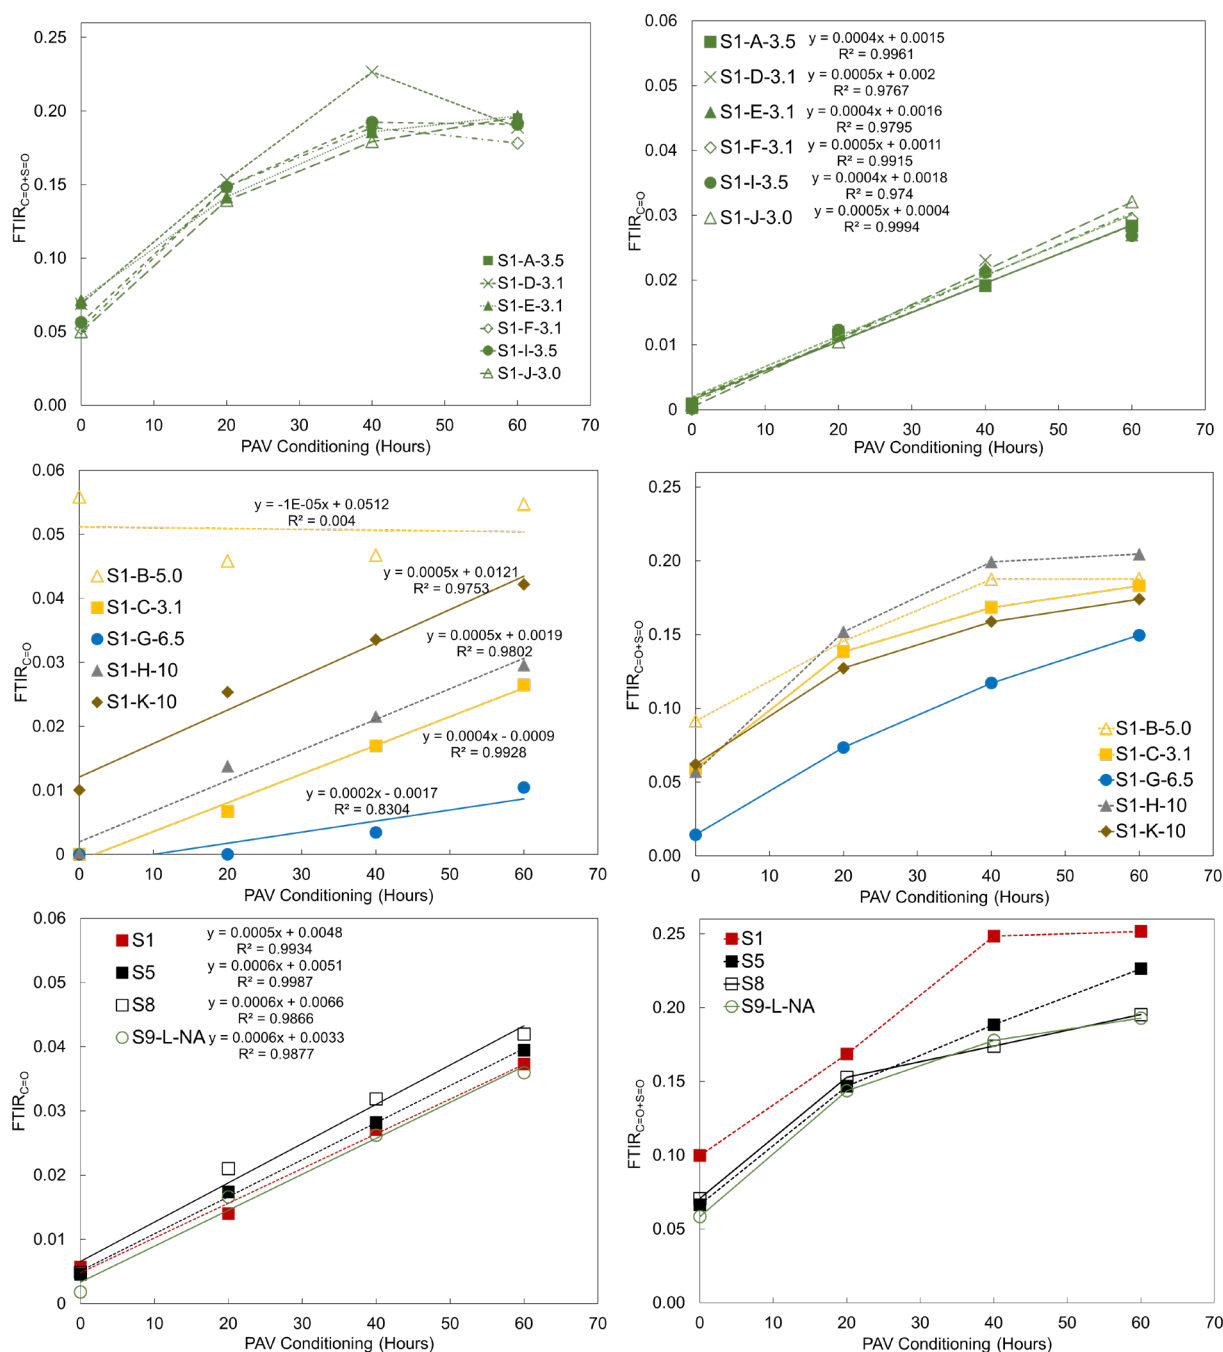 0.25
0.20
0.15
0.10
0.05
0.00
FTIRC=O+S=O
S1-A-3.5
S1-D-3.1
S1-E-3.1
S1-F-3.1
S1-I-3.5
S1-J-3.0
0 10 20 30 40 50 60 70
PAV Conditioning (Hours)
0.06
0.05
0.04
0.03
0.02
0.01
0
FTIRC=O
S1-A-3.5 y = 0.0004x + 0.0015
R² = 0.9961
S1-D-3.1 y = 0.0005x + 0.002
R² = 0.9767
S1-E-3.1 y = 0.0004x + 0.0016
R² = 0.9795
S1-F-3.1 y = 0.0005x + 0.0011
R² = 0.9915
S1-I-3.5 y = 0.0004x + 0.0018
R² = 0.974
S1-J-3.0 y = 0.0005x + 0.0004
R² = 0.9994
0 10 20 30 40 50 60 70
PAV Conditioning (Hours)
0.06
0.05
0.04
0.03
0.02
0.01
0
FTIRC=O
y = -1E-05x + 0.0512
R² = 0.004
S1-B-5.0
S1-C-3.1
S1-G-6.5
S1-H-10
S1-K-10
y = 0.0005x + 0.0121
R² = 0.9753
y = 0.0005x + 0.0019
R² = 0.9802
y = 0.0004x - 0.0009
R² = 0.9928
y = 0.0002x - 0.0017
R² = 0.8304
0 10 20 30 40 50 60 70
PAV Conditioning (Hours)
0.25
0.20
0.15
0.10
0.05
0.00
FTIRC=O+S=O
S1-B-5.0
S1-C-3.1
S1-G-6.5
S1-H-10
S1-K-10
0 10 20 30 40 50 60 70
PAV Conditioning (Hours)
0.06
0.05
0.04
0.03
0.02
0.01
0
FTIRC=O
S1 y = 0.0005x + 0.0048
R² = 0.9934
S5 y = 0.0006x + 0.0051
R² = 0.9987
S8 y = 0.0006x + 0.0066
R² = 0.9866
S9-L-NA y = 0.0006x + 0.0033
R² = 0.9877
0 10 20 30 40 50 60 70
PAV Conditioning (Hours)
0.25
0.20
0.15
0.10
0.05
0.00
FTIRC=O+S=O
S1
S5
S8
S9-L-NA
0 10 20 30 40 50 60 70
PAV Conditioning (Hours)